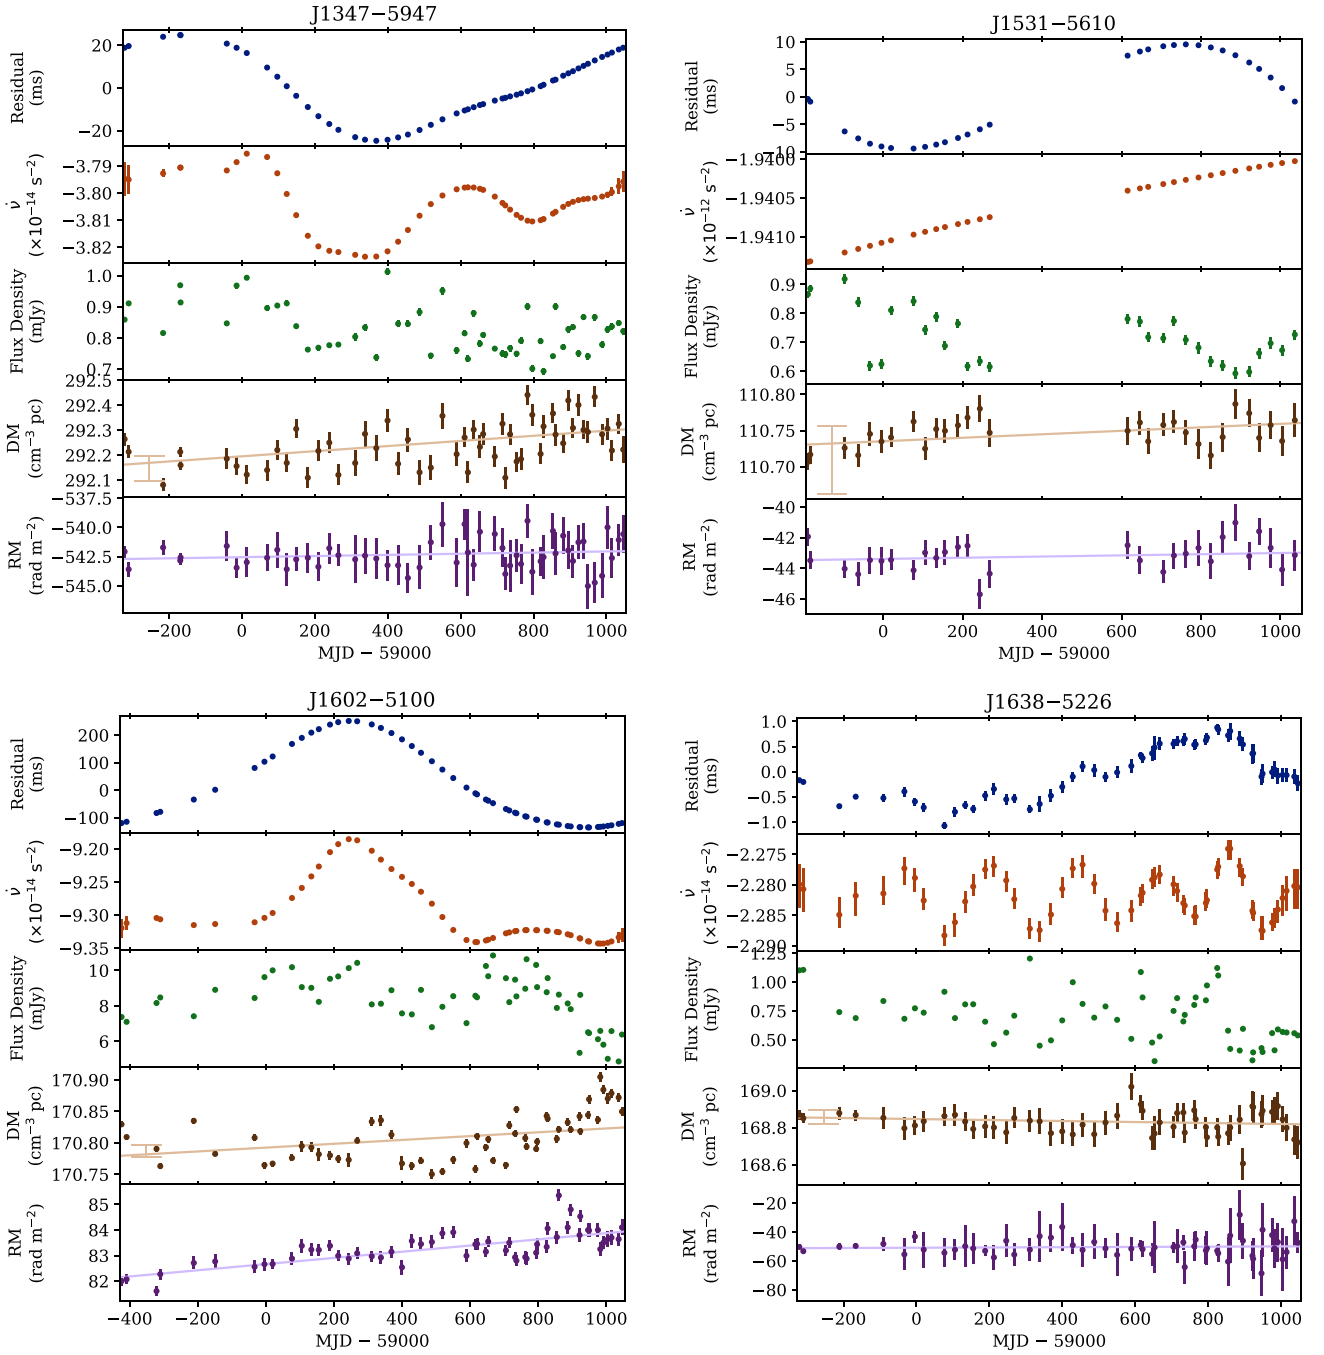 J1347−5947
Residual
(ms)
20
0
−20
ν̇
(×10⁻¹⁴ s⁻²)
−3.79
−3.80
−3.81
−3.82
Flux Density
(mJy)
1.0
0.9
0.8
0.7
DM
(cm⁻³ pc)
292.5
292.4
292.3
292.2
292.1
RM
(rad m⁻²)
−537.5
−540.0
−542.5
−545.0
−200 0 200 400 600 800 1000
MJD − 59000
J1531−5610
Residual
(ms)
10
5
0
−5
−10
ν̇
(×10⁻¹² s⁻²)
−1.9400
−1.9405
−1.9410
Flux Density
(mJy)
0.9
0.8
0.7
0.6
DM
(cm⁻³ pc)
110.80
110.75
110.70
RM
(rad m⁻²)
−40
−42
−44
−46
0 200 400 600 800 1000
MJD − 59000
J1602−5100
Residual
(ms)
200
100
0
−100
ν̇
(×10⁻¹⁴ s⁻²)
−9.20
−9.25
−9.30
−9.35
Flux Density
(mJy)
10
8
6
DM
(cm⁻³ pc)
170.90
170.85
170.80
170.75
RM
(rad m⁻²)
85
84
83
82
−400 −200 0 200 400 600 800 1000
MJD − 59000
J1638−5226
Residual
(ms)
1.0
0.5
0.0
−0.5
−1.0
ν̇
(×10⁻¹⁴ s⁻²)
−2.275
−2.280
−2.285
−2.290
Flux Density
(mJy)
1.25
1.00
0.75
0.50
DM
(cm⁻³ pc)
169.0
168.8
168.6
RM
(rad m⁻²)
−20
−40
−60
−80
−200 0 200 400 600 800 1000
MJD − 59000